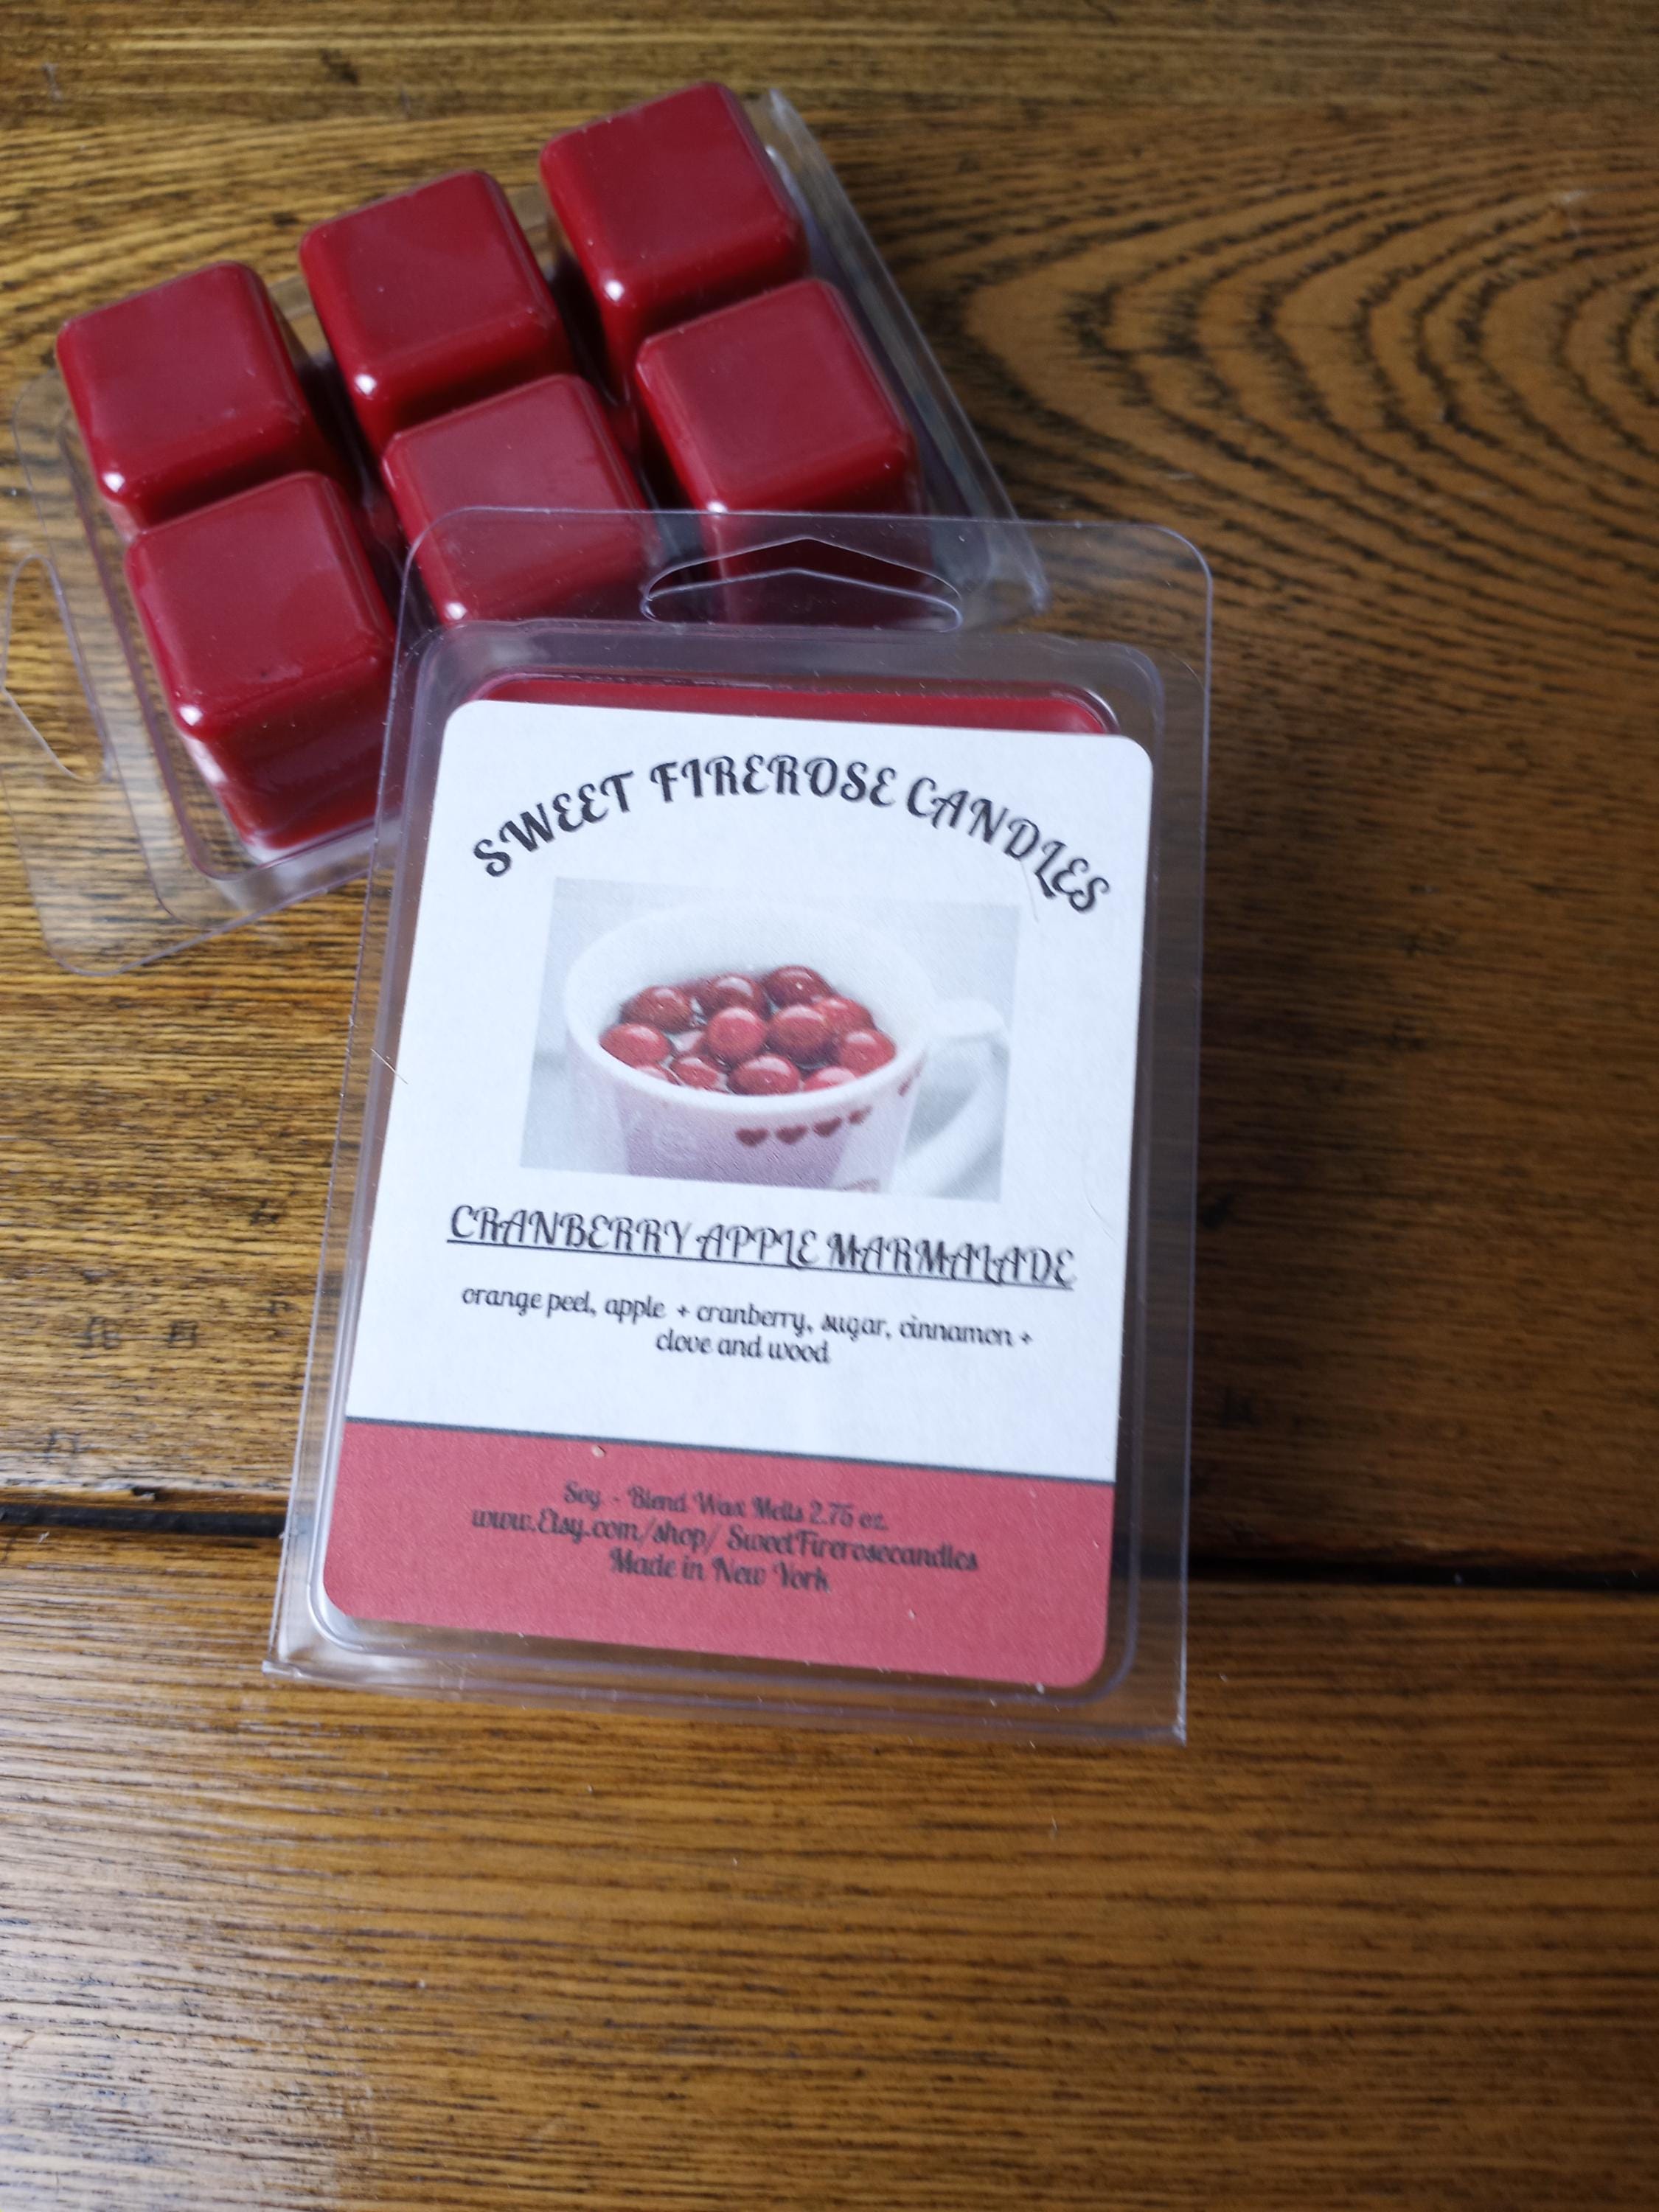 SWEET FIREROSE CANDLES
CRANBERRY APPLE MARMALADE
orange peel, apple + cranberry, sugar, cinnamon +
clove and wood
Soy - Blend Wax Melts 2.75 oz.
www.Etsy.com/shop/ SweetFirerosecandles
Made in New York